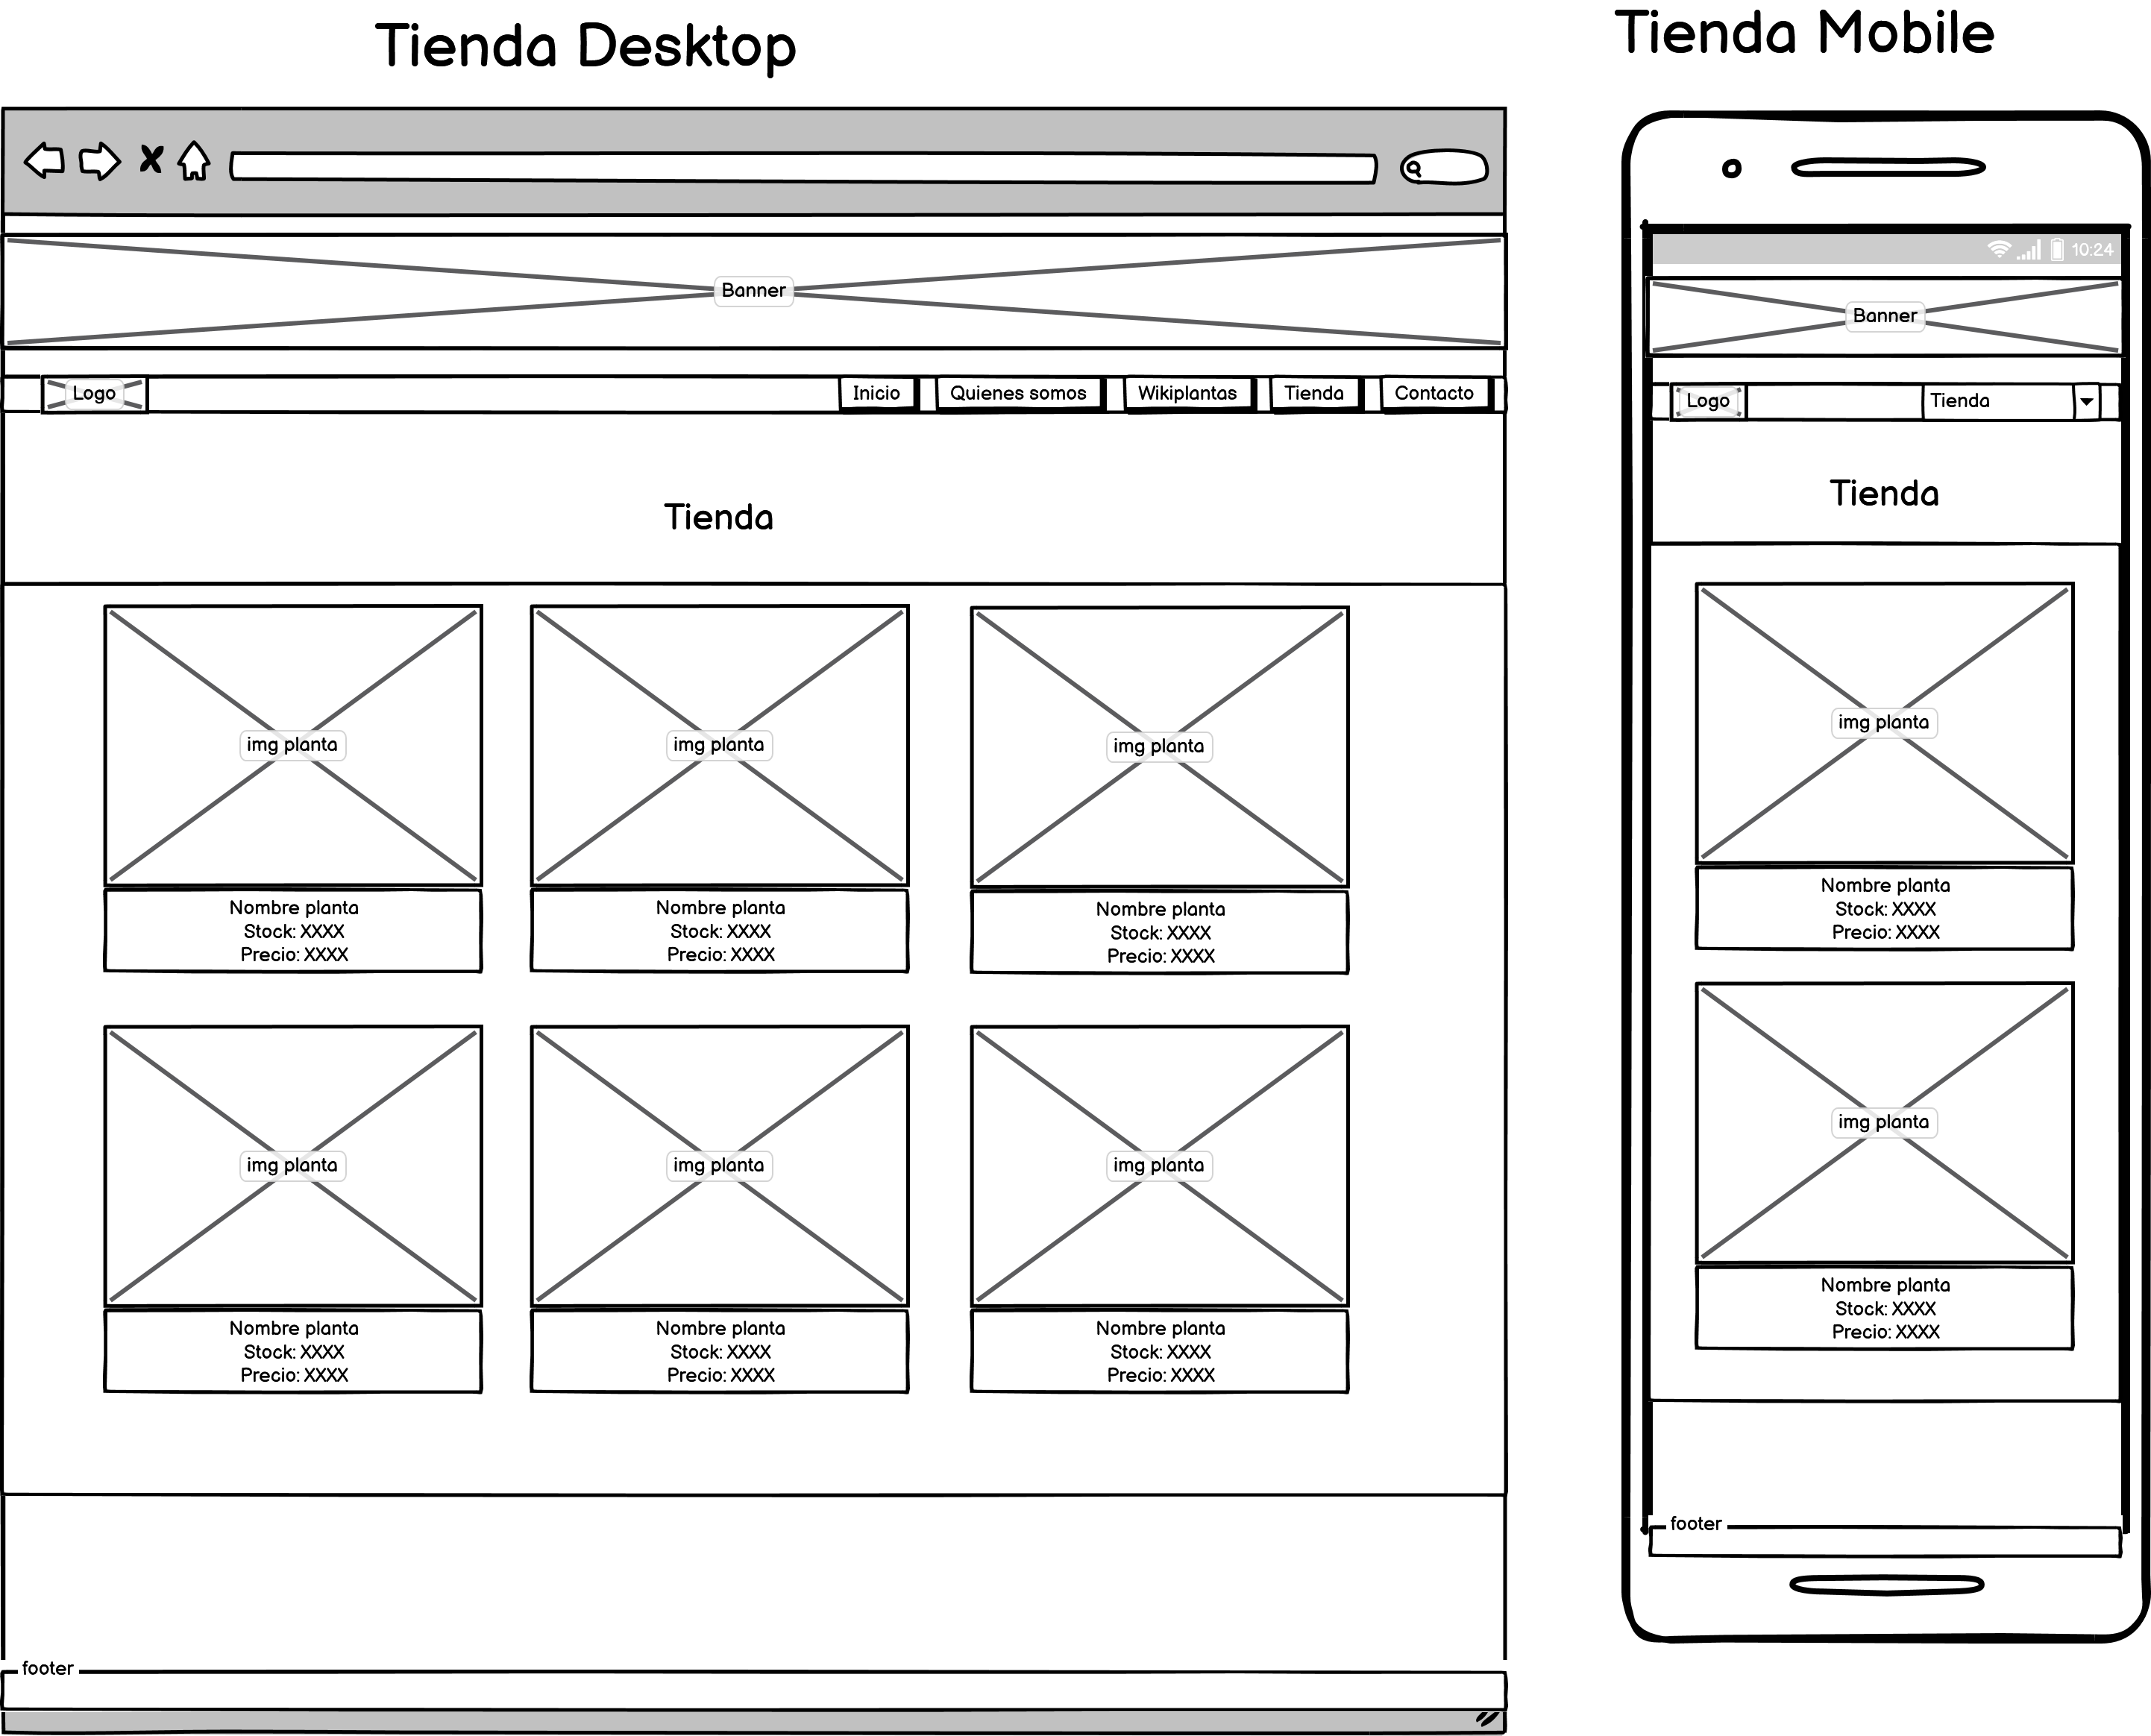 Tienda Desktop
Banner
Logo
Inicio
Quienes somos
Wikiplantas
Tienda
Contacto
Tienda
img planta
img planta
img planta
Nombre planta
Stock: XXXX
Precio: XXXX
Nombre planta
Stock: XXXX
Precio: XXXX
Nombre planta
Stock: XXXX
Precio: XXXX
img planta
img planta
img planta
Nombre planta
Stock: XXXX
Precio: XXXX
Nombre planta
Stock: XXXX
Precio: XXXX
Nombre planta
Stock: XXXX
Precio: XXXX
footer
Tienda Mobile
10:24
Banner
Logo
Tienda
Tienda
img planta
Nombre planta
Stock: XXXX
Precio: XXXX
img planta
Nombre planta
Stock: XXXX
Precio: XXXX
footer